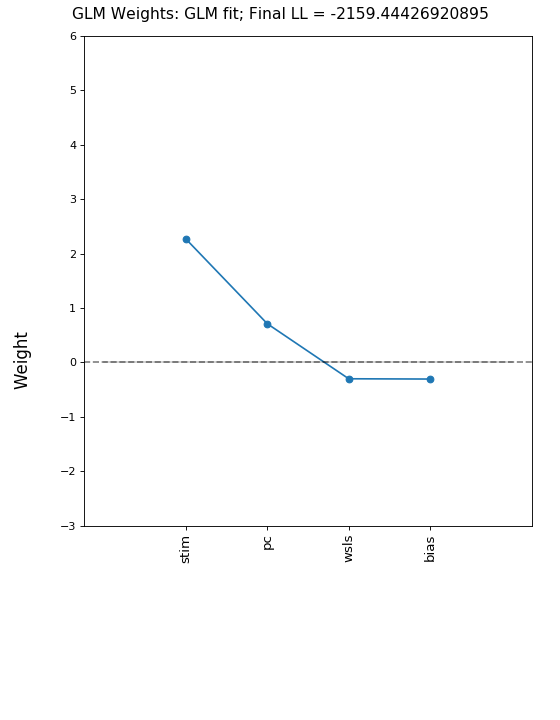 GLM Weights: GLM fit; Final LL = -2159.44426920895
6
5
4
3
2
1
0
−1
−2
−3
Weight
stim
pc
wsls
bias